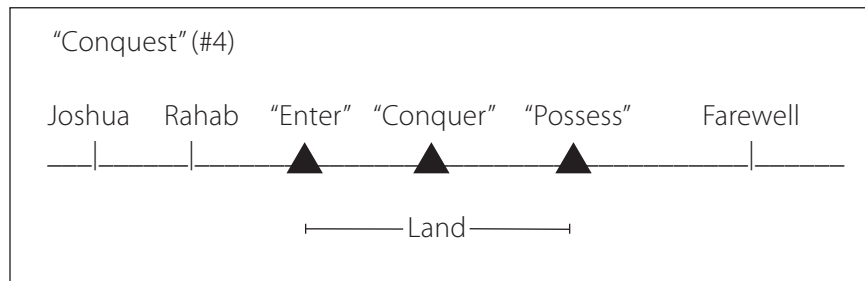 “Conquest” (#4)
Joshua Rahab “Enter” “Conquer” “Possess” Farewell
Land